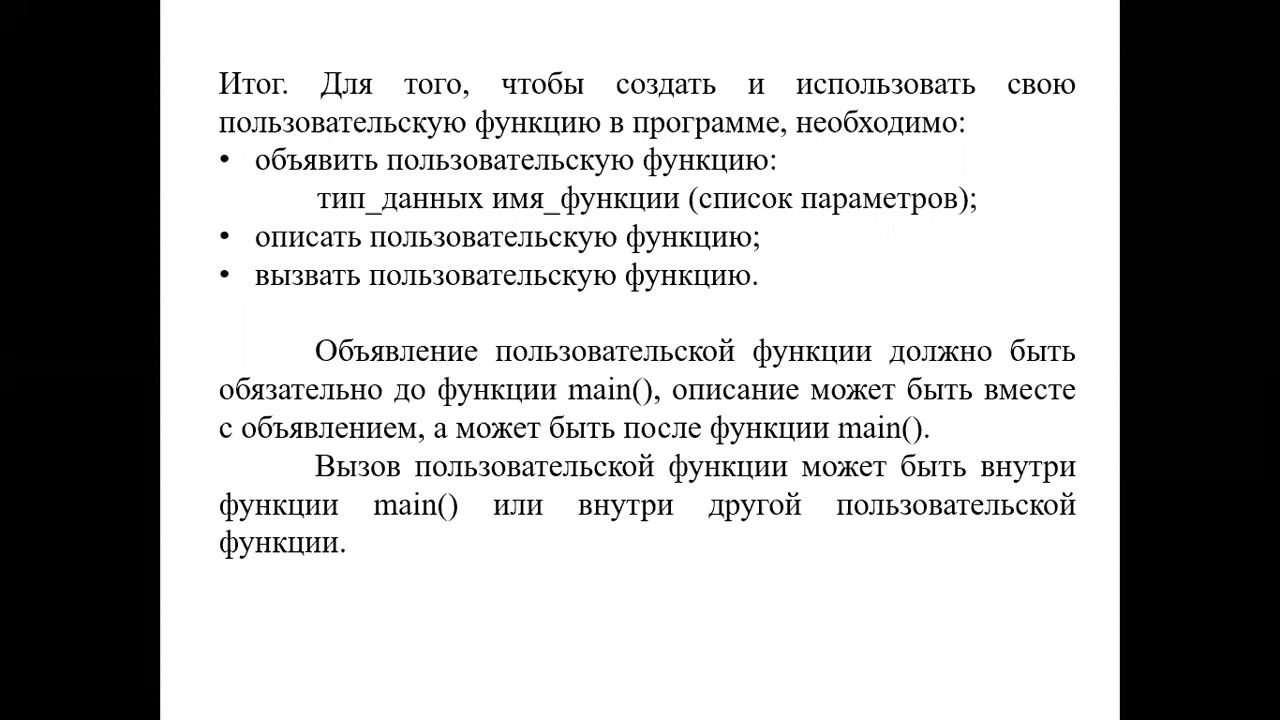 Итог. Для того, чтобы создать и использовать свою
пользовательскую функцию в программе, необходимо:
• объявить пользовательскую функцию:
тип_данных имя_функции (список параметров);
• описать пользовательскую функцию;
• вызвать пользовательскую функцию.
Объявление пользовательской функции должно быть
обязательно до функции main(), описание может быть вместе
с объявлением, а может быть после функции main().
Вызов пользовательской функции может быть внутри
функции main() или внутри другой пользовательской
функции.